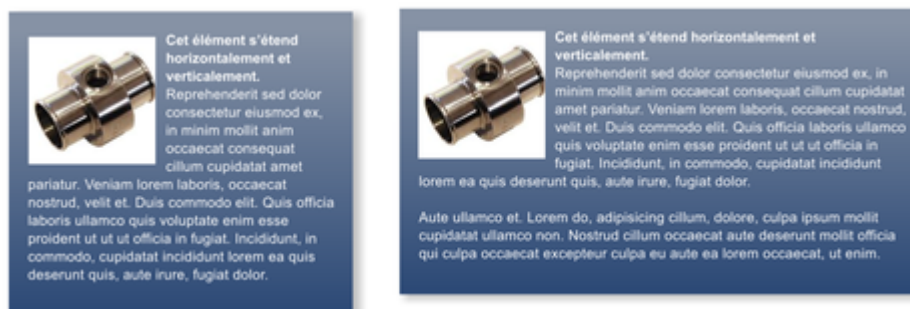 Cet élément s’étend
horizontalement et
verticalement.
Reprehenderit sed dolor
consectetur eiusmod ex,
in minim mollit anim
occaecat consequat
cillum cupidatat amet
pariatur. Veniam lorem laboris, occaecat
nostrud, velit et. Duis commodo elit. Quis officia
laboris ullamco quis voluptate enim esse
proident ut ut ut officia in fugiat. Incididunt, in
commodo, cupidatat incididunt lorem ea quis
deserunt quis, aute irure, fugiat dolor.
Cet élément s’étend horizontalement et
verticalement.
Reprehenderit sed dolor consectetur eiusmod ex, in
minim mollit anim occaecat consequat cillum cupidatat
amet pariatur. Veniam lorem laboris, occaecat nostrud,
velit et. Duis commodo elit. Quis officia laboris ullamco
quis voluptate enim esse proident ut ut ut officia in
fugiat. Incididunt, in commodo, cupidatat incididunt
lorem ea quis deserunt quis, aute irure, fugiat dolor.
Aute ullamco et. Lorem do, adipisicing cillum, dolore, culpa ipsum mollit
cupidatat ullamco non. Nostrud cillum occaecat aute deserunt mollit officia
qui culpa occaecat excepteur culpa eu aute ea lorem occaecat, ut enim.